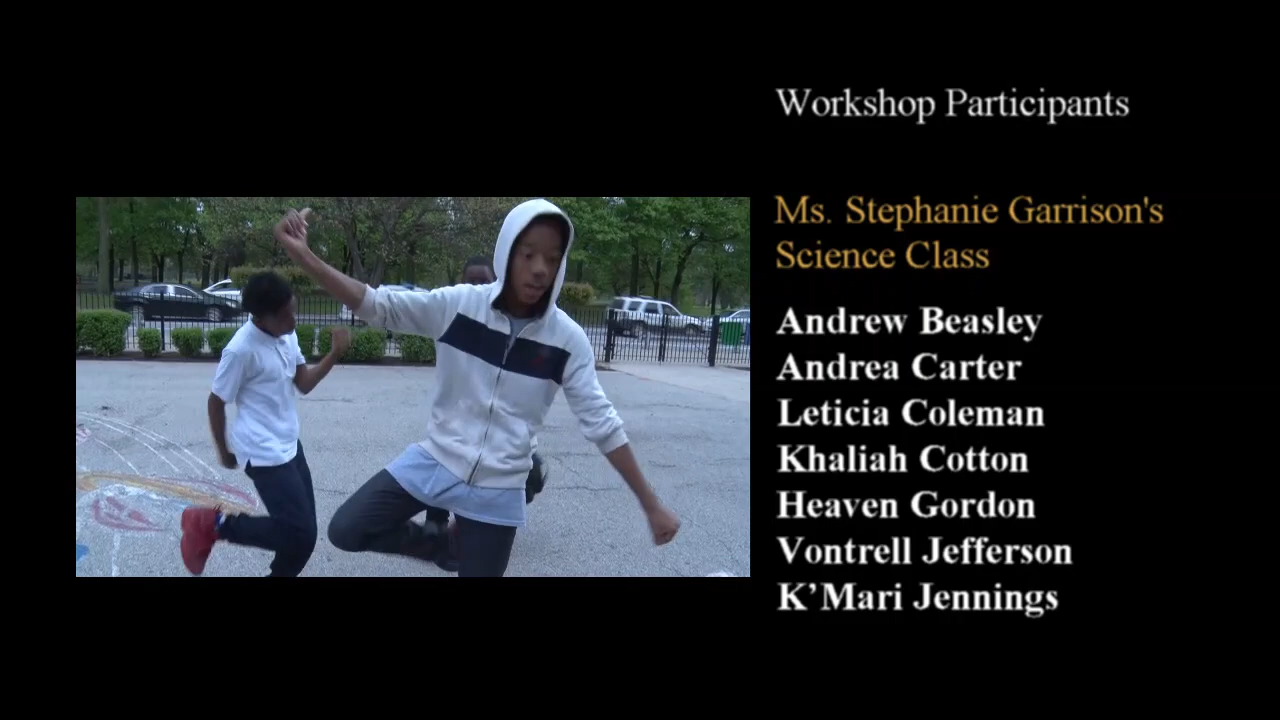 Workshop Participants
Ms. Stephanie Garrison's
Science Class
Andrew Beasley
Andrea Carter
Leticia Coleman
Khaliah Cotton
Heaven Gordon
Vontrell Jefferson
K’Mari Jennings